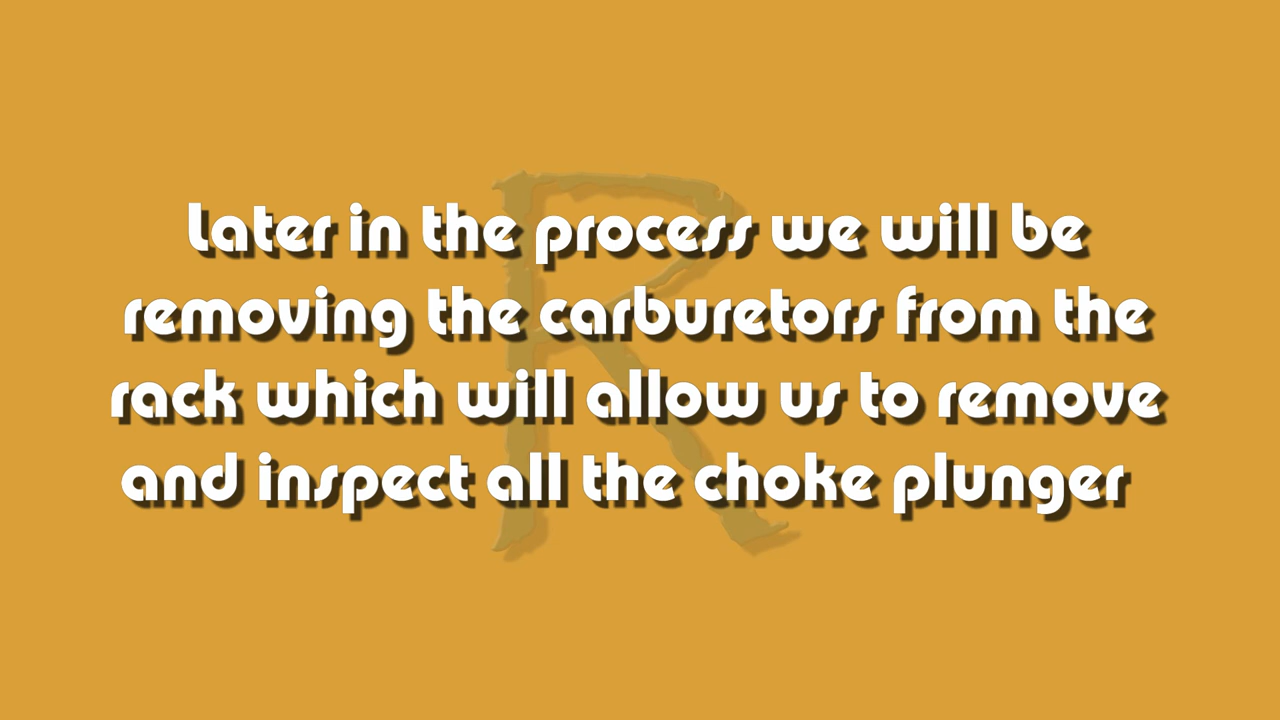 Later in the process we will be
removing the carburetors from the
rack which will allow us to remove
and inspect all the choke plunger
R